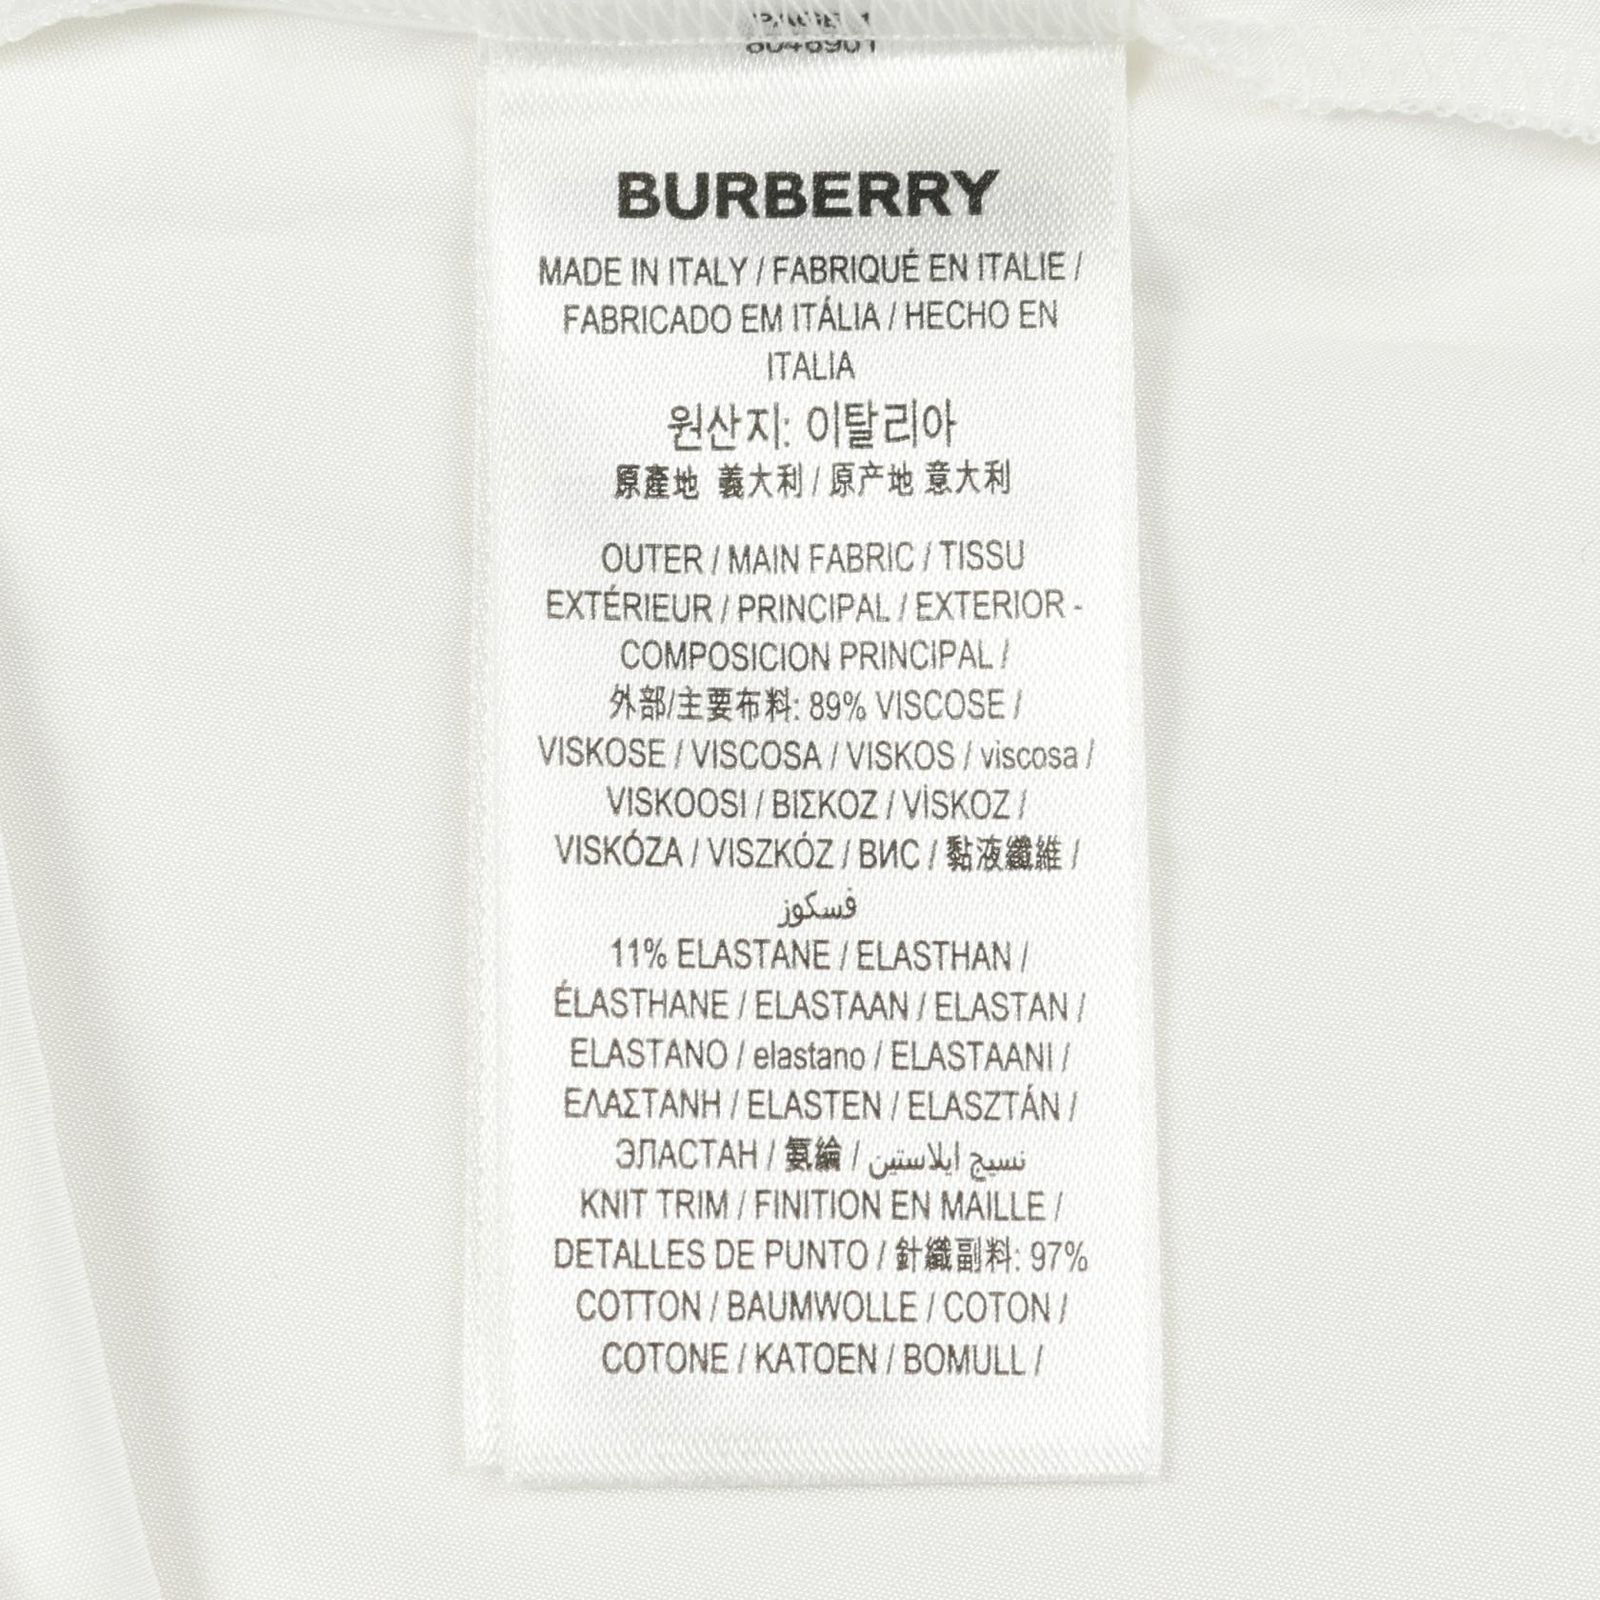 BURBERRY
MADE IN ITALY / FABRIQUÉ EN ITALIE /
FABRICADO EM ITÁLIA / HECHO EN
ITALIA
원산지: 이탈리아
原產地 義大利 / 原产地 意大利
OUTER / MAIN FABRIC / TISSU
EXTÉRIEUR / PRINCIPAL / EXTERIOR -
COMPOSICION PRINCIPAL /
外部/主要布料: 89% VISCOSE /
VISKOSE / VISCOSA / VISKOS / viscosa /
VISKOOSI / ΒΙΣΚΟΖ / VİSKOZ /
VISKÓZA / VISZKÓZ / ВИС / 黏液纖維 /
فسكوز
11% ELASTANE / ELASTHAN /
ÉLASTHANE / ELASTAAN / ELASTAN /
ELASTANO / elastano / ELASTAANI /
ΕΛΑΣΤΑΝΗ / ELASTEN / ELASZTÁN /
ЭЛАСТАН / 氨綸 / نسيج ايلاستين
KNIT TRIM / FINITION EN MAILLE /
DETALLES DE PUNTO / 針織副料: 97%
COTTON / BAUMWOLLE / COTON /
COTONE / KATOEN / BOMULL /